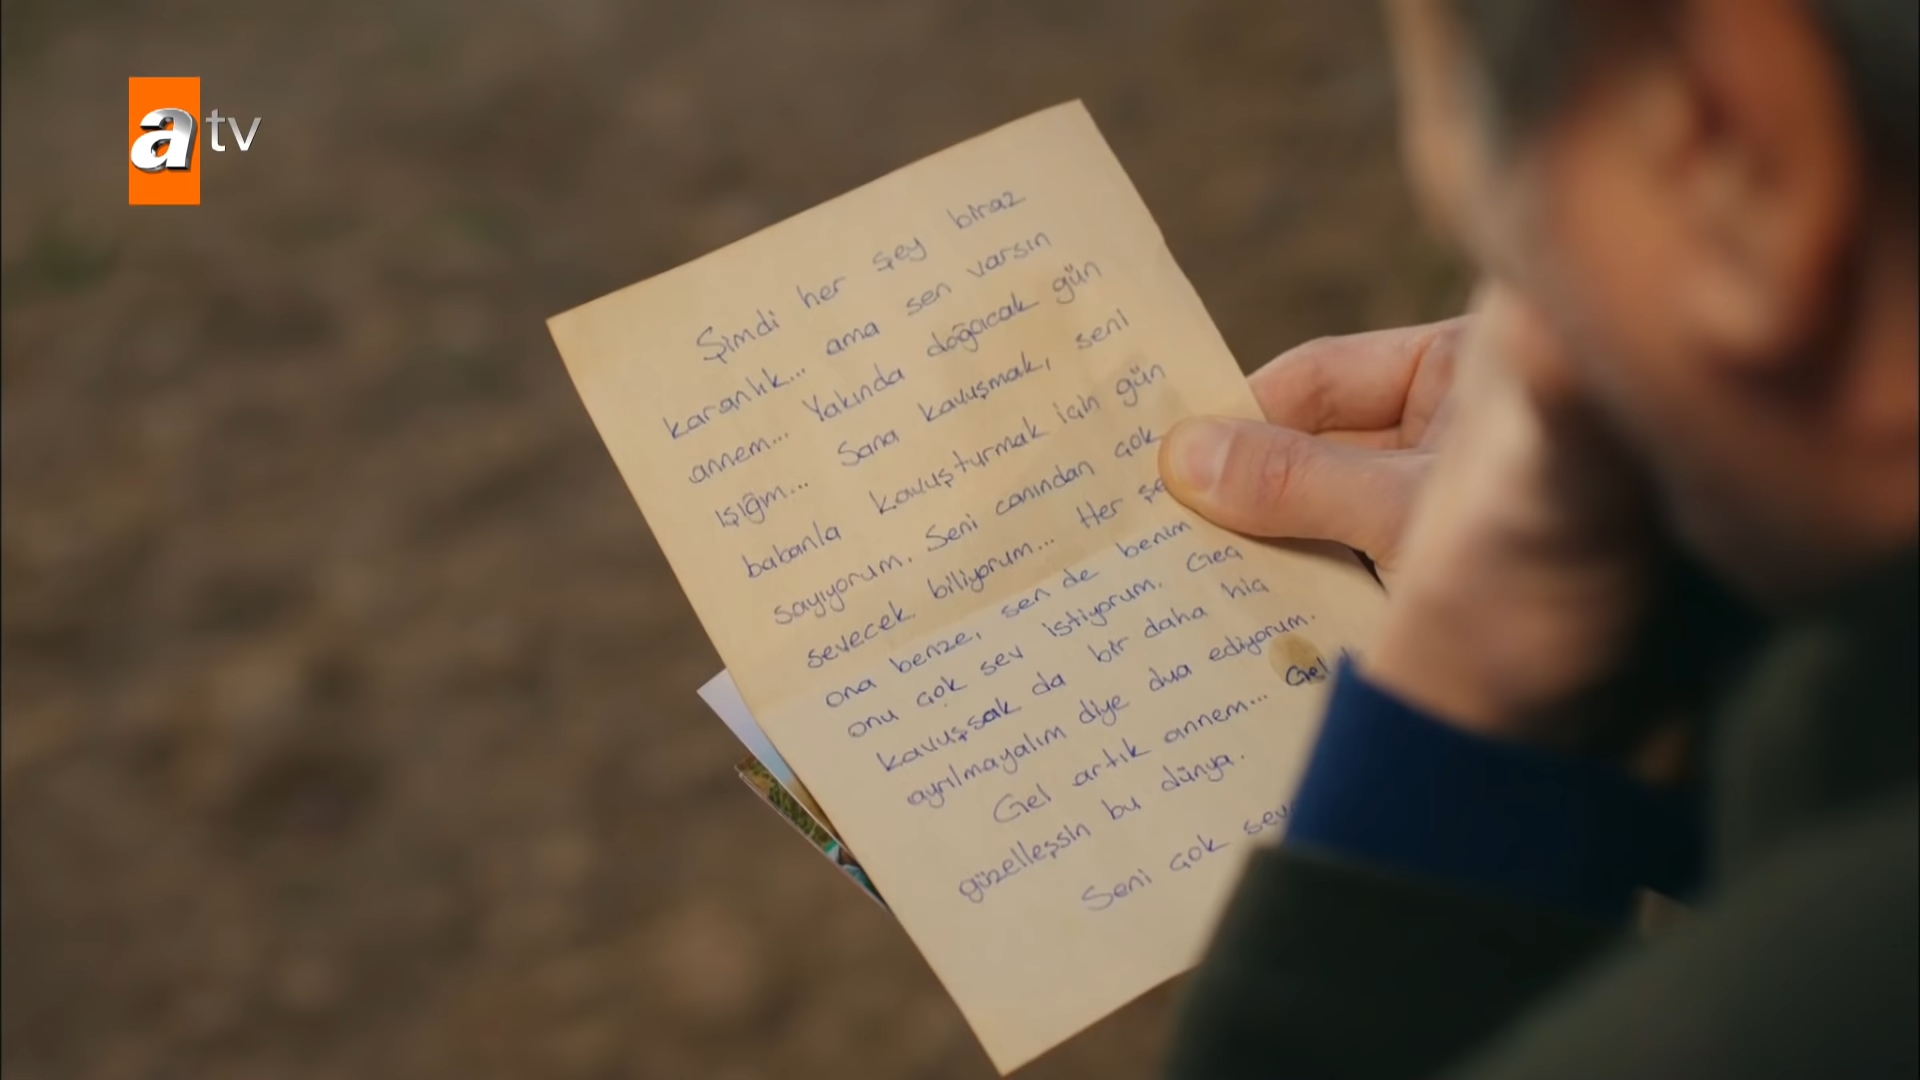 atv
Şimdi her şey biraz
karanlık... ama sen varsın
annem... Yakında doğacak gün
ışığım... Sana kavuşmak, seni
babanla kavuşturmak için gün
sayıyorum. Seni canından çok
sevecek biliyorum... Her
ona benze, sen de benim
onu çok sev istiyorum. Geç
kavuşsak da bir daha hiç
ayrılmayalım diye dua ediyorum.
Gel artık annem... Gel
güzelleşsin bu dünya.
Seni çok